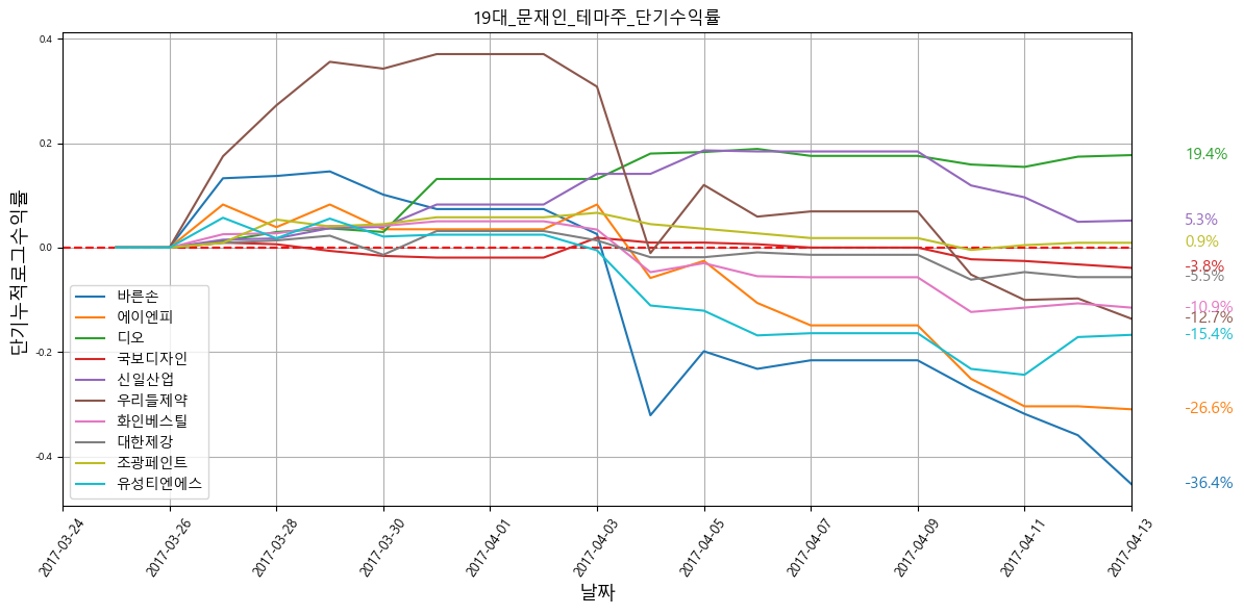 19대_문재인_테마주_단기수익률
단기누적로그수익률
0.4
0.2
0.0
-0.2
-0.4
바른손
에이엔피
디오
국보디자인
신일산업
우리들제약
화인베스틸
대한제강
조광페인트
유성티엔에스
19.4%
5.3%
0.9%
-3.8%
-5.5%
-10.9%
-12.7%
-15.4%
-26.6%
-36.4%
2017-03-24
2017-03-26
2017-03-28
2017-03-30
2017-04-01
2017-04-03
2017-04-05
2017-04-07
2017-04-09
2017-04-11
2017-04-13
날짜